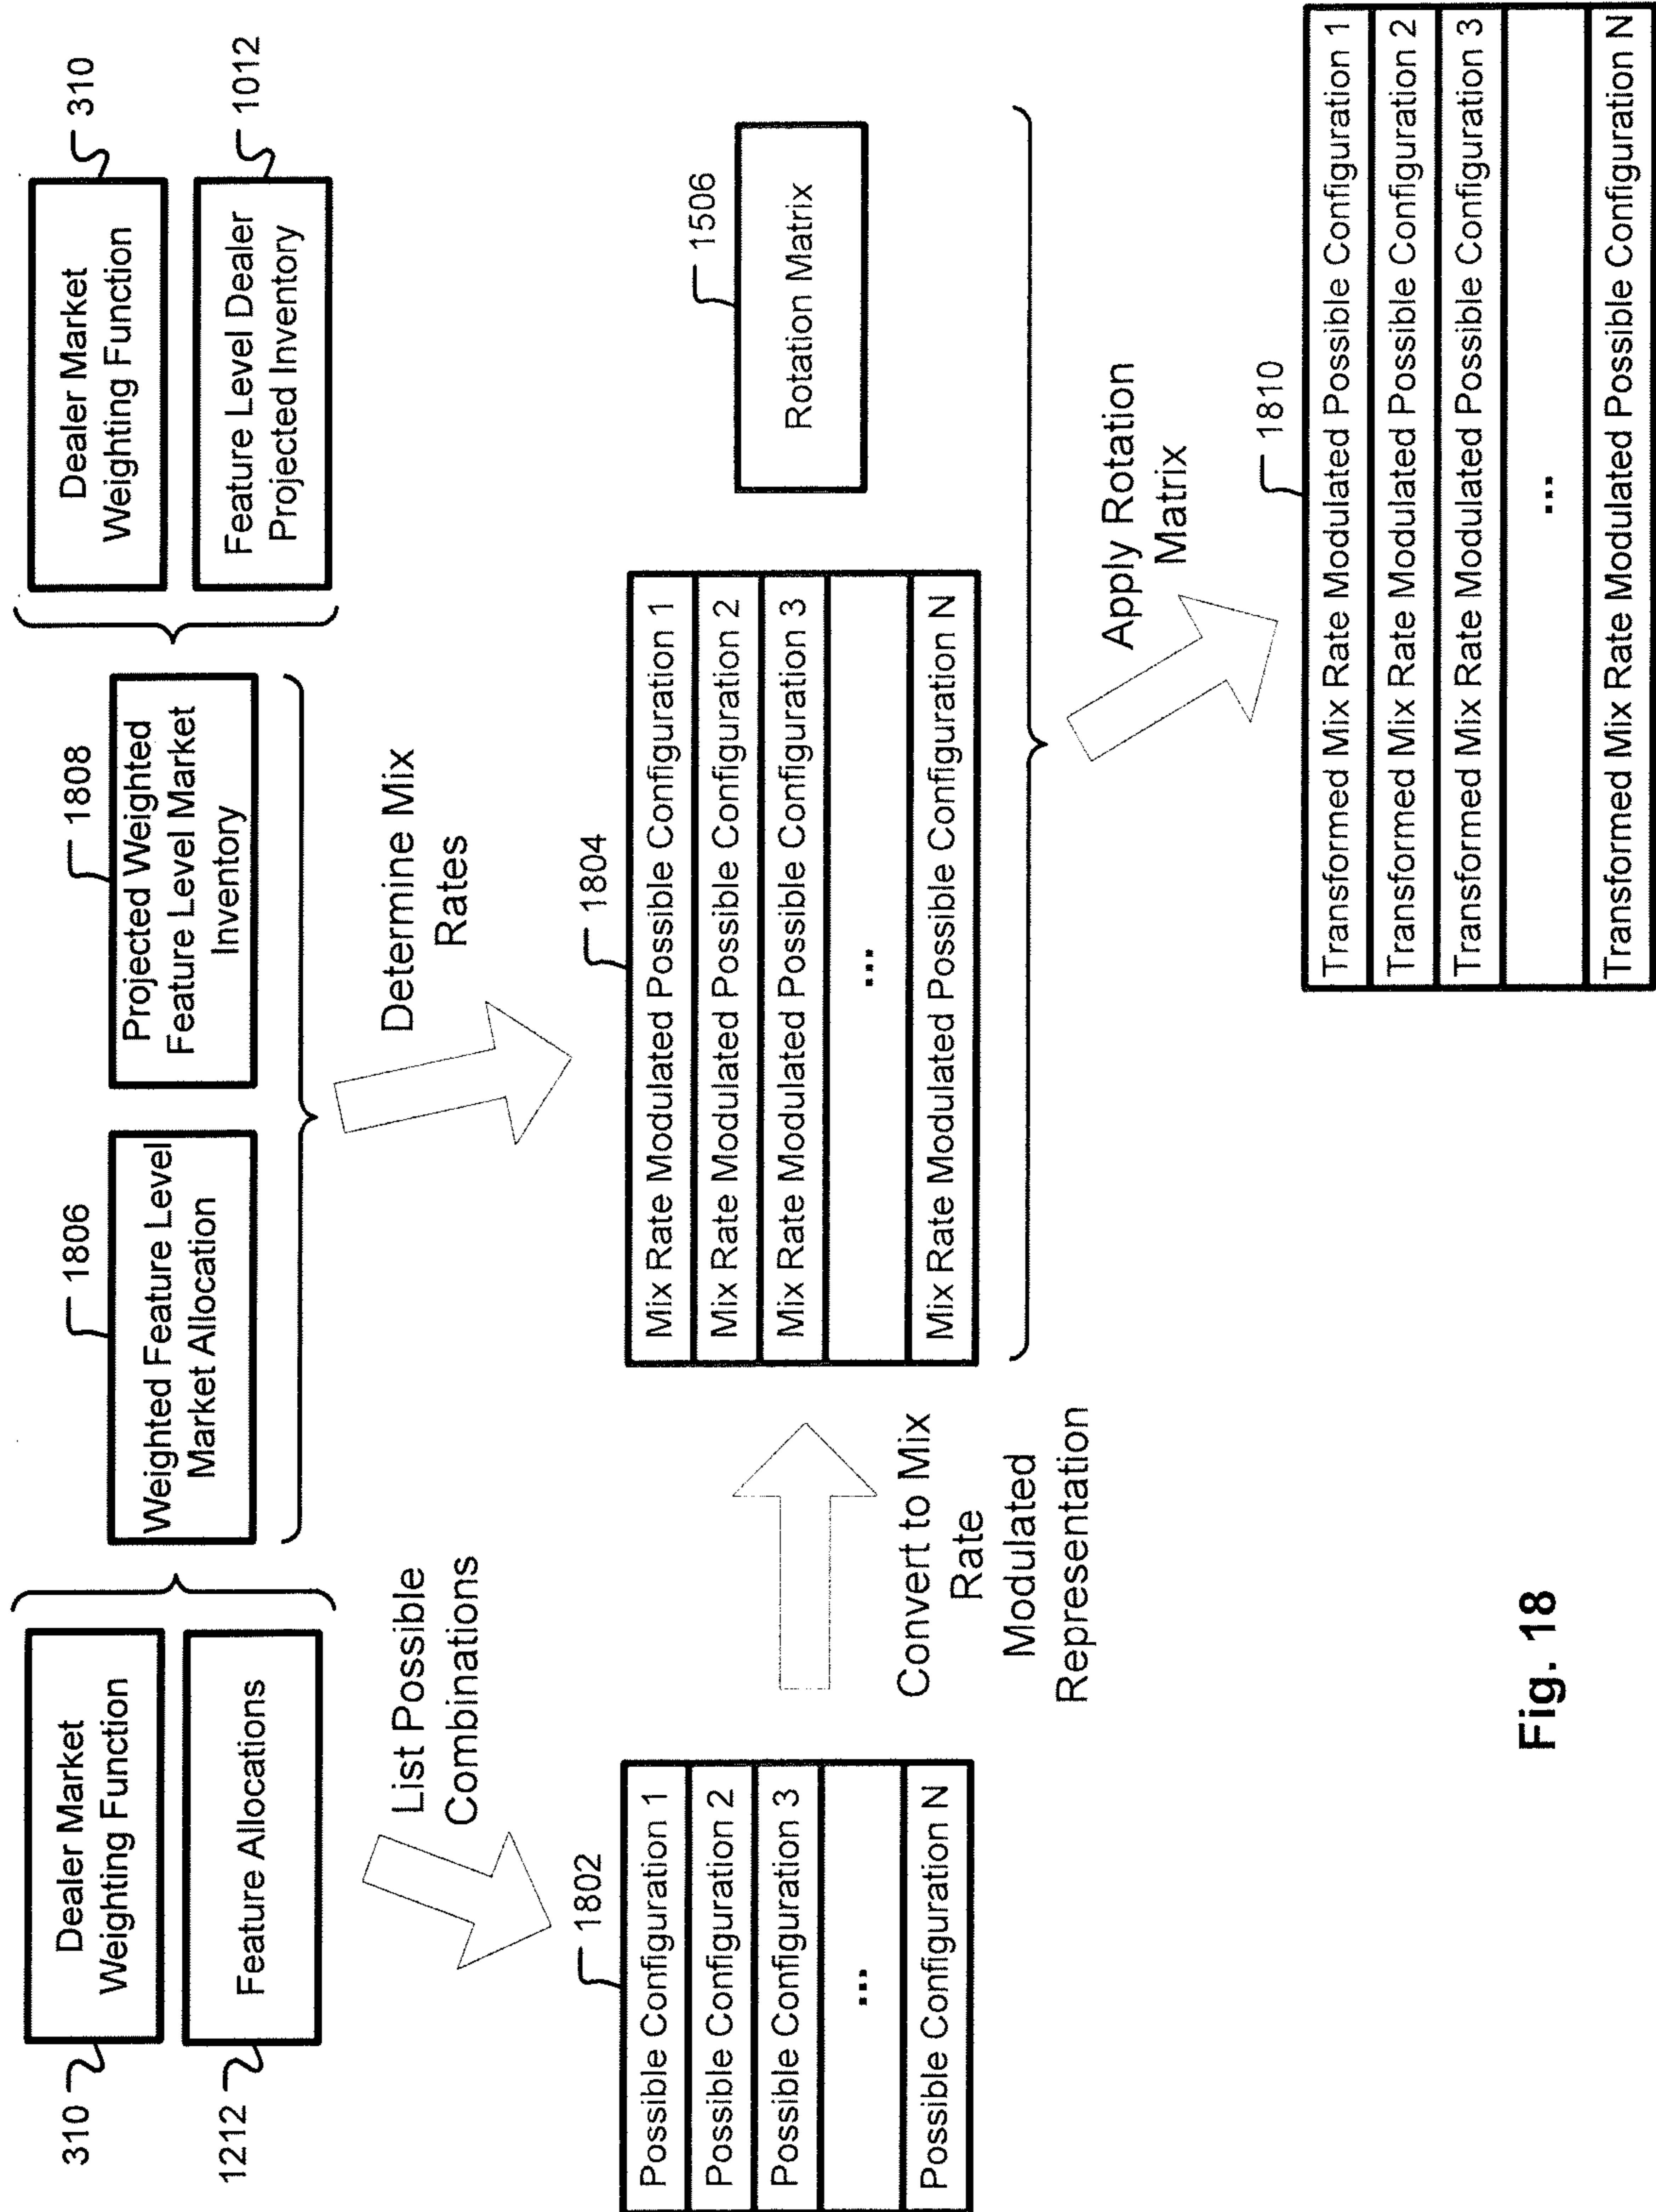 310
Dealer Market
Weighting Function
1212
Feature Allocations
1806
Weighted Feature Level
Market Allocation
1808
Projected Weighted
Feature Level Market
Inventory
Dealer Market
Weighting Function
310
Feature Level Dealer
Projected Inventory
1012
List Possible
Combinations
Determine Mix
Rates
1802
Possible Configuration 1
Possible Configuration 2
Possible Configuration 3
...
Possible Configuration N
Convert to Mix
Rate
Modulated
Representation
1804
Mix Rate Modulated Possible Configuration 1
Mix Rate Modulated Possible Configuration 2
Mix Rate Modulated Possible Configuration 3
...
Mix Rate Modulated Possible Configuration N
1506
Rotation Matrix
Apply Rotation
Matrix
1810
Transformed Mix Rate Modulated Possible Configuration 1
Transformed Mix Rate Modulated Possible Configuration 2
Transformed Mix Rate Modulated Possible Configuration 3
...
Transformed Mix Rate Modulated Possible Configuration N
Fig. 18